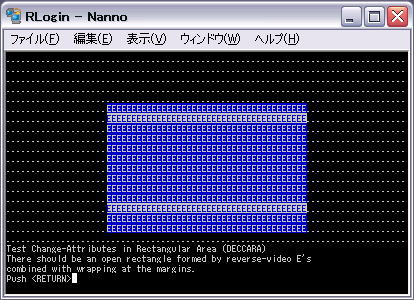 RLogin - Nanno
ファイル(F) 編集(E) 表示(V) ウィンドウ(W) ヘルプ(H)
EEEEEEEEEEEEEEEEEEEEEEEEEEEEEEEEEEEEEEEE
EEEEEEEEEEEEEEEEEEEEEEEEEEEEEEEEEEEEEEEE
EEEEEEEEEEEEEEEEEEEEEEEEEEEEEEEEEEEEEEEE
EEEEEEEEEEEEEEEEEEEEEEEEEEEEEEEEEEEEEEEE
EEEEEEEEEEEEEEEEEEEEEEEEEEEEEEEEEEEEEEEE
EEEEEEEEEEEEEEEEEEEEEEEEEEEEEEEEEEEEEEEE
EEEEEEEEEEEEEEEEEEEEEEEEEEEEEEEEEEEEEEEE
EEEEEEEEEEEEEEEEEEEEEEEEEEEEEEEEEEEEEEEE
EEEEEEEEEEEEEEEEEEEEEEEEEEEEEEEEEEEEEEEE
EEEEEEEEEEEEEEEEEEEEEEEEEEEEEEEEEEEEEEEE
EEEEEEEEEEEEEEEEEEEEEEEEEEEEEEEEEEEEEEEE
EEEEEEEEEEEEEEEEEEEEEEEEEEEEEEEEEEEEEEEE
EEEEEEEEEEEEEEEEEEEEEEEEEEEEEEEEEEEEEEEE
Test Change-Attributes in Rectangular Area (DECCARA)
There should be an open rectangle formed by reverse-video E's
combined with wrapping at the margins.
Push <RETURN>